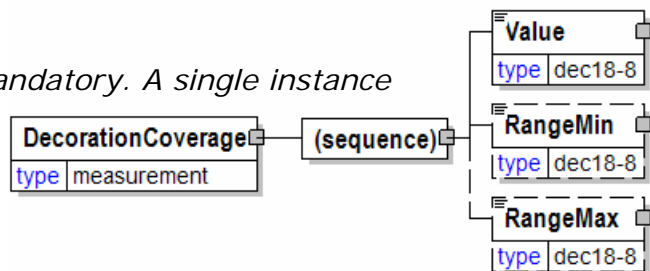 Value
type dec18-8
andatory. A single instance
RangeMin
DecorationCoverage (sequence)
type dec18-8
type measurement
RangeMax
type dec18-8